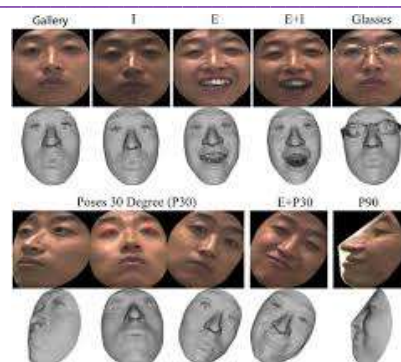 Gallery I E E+I Glasses
Poses 30 Degree (P30) E+P30 P90